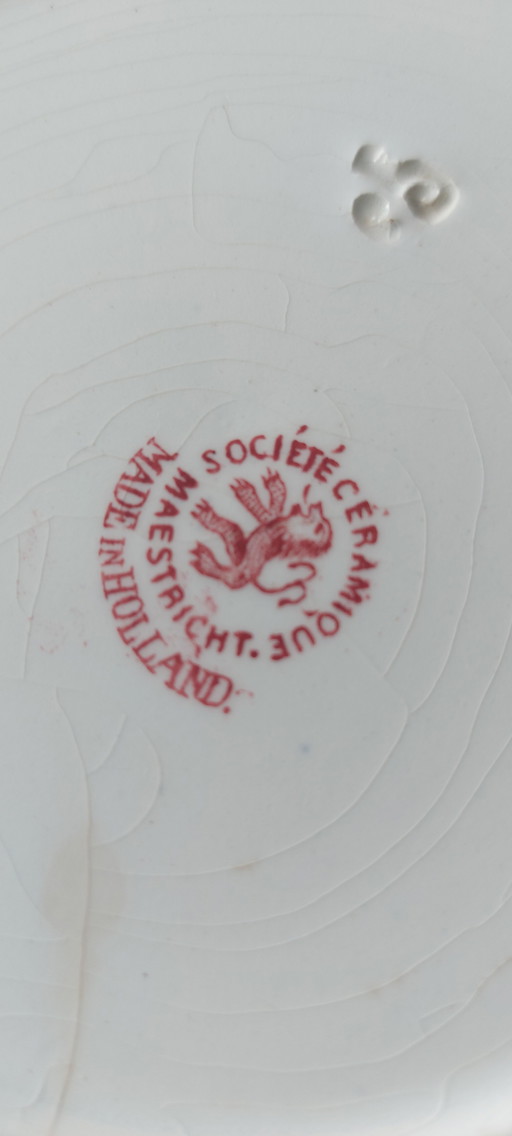 SOCIÉTÉ CÉRAMIQUE
MAESTRICHT.
MADE IN HOLLAND.